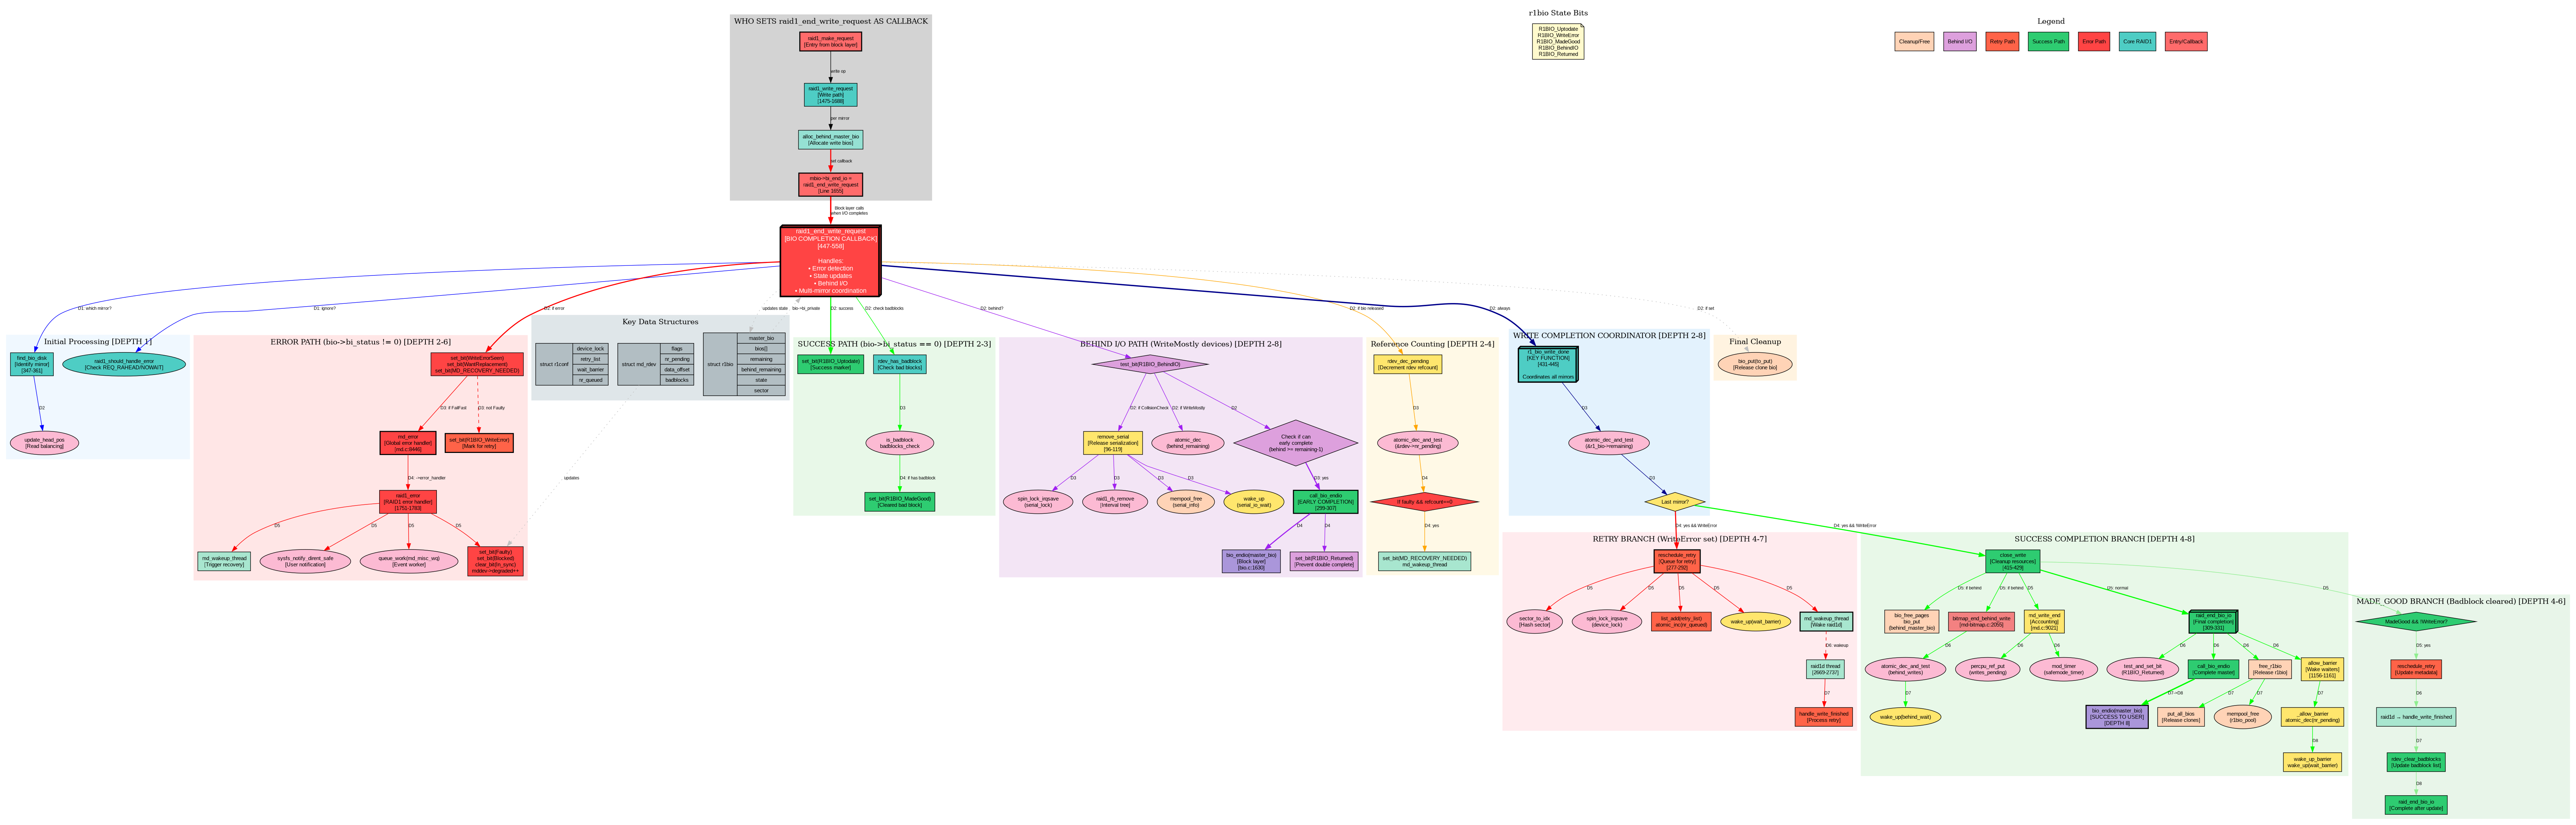 WHO SETS raid1_end_write_request AS CALLBACK
raid1_make_request
[Entry from block layer]
write op
raid1_write_request
[Write path]
[1475-1688]
per mirror
alloc_behind_master_bio
[Allocate write bios]
set callback
mbio->bi_end_io =
raid1_end_write_request
[Line 1655]
Block layer calls
when I/O completes
r1bio State Bits
R1BIO_Uptodate
R1BIO_WriteError
R1BIO_MadeGood
R1BIO_BehindIO
R1BIO_Returned
Legend
Cleanup/Free
Behind I/O
Retry Path
Success Path
Error Path
Core RAID1
Entry/Callback
raid1_end_write_request
[BIO COMPLETION CALLBACK]
[447-558]
Handles:
• Error detection
• State updates
• Behind I/O
• Multi-mirror coordination
D1: which mirror?
D1: ignore?
D2: if error
updates state
bio->bi_private
D2: success
D2: check badblocks
D2: behind?
D2: if bio released
D2: always
D2: if set
Initial Processing [DEPTH 1]
find_bio_disk
[Identify mirror]
[347-361]
raid1_should_handle_error
[Check REQ_RAHEAD/NOWAIT]
D2
update_head_pos
[Read balancing]
ERROR PATH (bio->bi_status != 0) [DEPTH 2-6]
set_bit(WriteErrorSeen)
set_bit(WantReplacement)
set_bit(MD_RECOVERY_NEEDED)
D3: if FailFast
D3: not Faulty
md_error
[Global error handler]
[md.c:8448]
set_bit(R1BIO_WriteError)
[Mark for retry]
D4: ->error_handler
raid1_error
[RAID1 error handler]
[1751-1783]
D5
D5
D5
D5
md_wakeup_thread
[Trigger recovery]
sysfs_notify_dirent_safe
[User notification]
queue_work(md_misc_wq)
[Event worker]
set_bit(Faulty)
set_bit(Blocked)
clear_bit(In_sync)
mddev->degraded++
Key Data Structures
struct r1conf
device_lock
retry_list
wait_barrier
nr_queued
struct md_rdev
flags
nr_pending
data_offset
badblocks
struct r1bio
master_bio
bios[]
remaining
behind_remaining
state
sector
updates
SUCCESS PATH (bio->bi_status == 0) [DEPTH 2-3]
set_bit(R1BIO_Uptodate)
[Success marker]
rdev_has_badblock
[Check bad blocks]
D3
is_badblock
badblocks_check
D4: if has badblock
set_bit(R1BIO_MadeGood)
[Cleared bad block]
BEHIND I/O PATH (WriteMostly devices) [DEPTH 2-8]
test_bit(R1BIO_BehindIO)
D2: if CollisionCheck
D2: if WriteMostly
D2
remove_serial
[Release serialization]
[96-119]
atomic_dec
(behind_remaining)
Check if can
early complete
(behind >= remaining-1)
D3
D3
D3
D3
D3: yes
spin_lock_irqsave
(serial_lock)
raid1_rb_remove
[Interval tree]
mempool_free
(serial_info)
wake_up
(serial_io_wait)
call_bio_endio
[EARLY COMPLETION]
[299-307]
D4
D4
bio_endio(master_bio)
[Block layer]
[bio.c:1630]
set_bit(R1BIO_Returned)
[Prevent double complete]
Reference Counting [DEPTH 2-4]
rdev_dec_pending
[Decrement rdev refcount]
D3
atomic_dec_and_test
(&rdev->nr_pending)
D4
If faulty && refcount==0
D4: yes
set_bit(MD_RECOVERY_NEEDED)
md_wakeup_thread
WRITE COMPLETION COORDINATOR [DEPTH 2-8]
r1_bio_write_done
[KEY FUNCTION]
[431-445]
Coordinates all mirrors
D3
atomic_dec_and_test
(&r1_bio->remaining)
D3
Last mirror?
D4: yes && WriteError
D4: yes && !WriteError
Final Cleanup
bio_put(to_put)
[Release clone bio]
RETRY BRANCH (WriteError set) [DEPTH 4-7]
reschedule_retry
[Queue for retry]
[277-292]
D5
D5
D5
D5
D5
sector_to_idx
[Hash sector]
spin_lock_irqsave
(device_lock)
list_add(retry_list)
atomic_inc(nr_queued)
wake_up(wait_barrier)
md_wakeup_thread
[Wake raid1d]
D6: wakeup
raid1d thread
[2669-2737]
D7
handle_write_finished
[Process retry]
SUCCESS COMPLETION BRANCH [DEPTH 4-8]
close_write
[Cleanup resources]
[415-429]
D5: if behind
D5: if behind
D5
D5: normal
D5
bio_free_pages
bio_put
(behind_master_bio)
bitmap_end_behind_write
[md-bitmap.c:2055]
md_write_end
[Accounting]
[md.c:9021]
raid_end_bio_io
[Final completion]
[309-331]
D6
D6
D6
D6
D6
D6
D6
atomic_dec_and_test
(behind_writes)
percpu_ref_put
(writes_pending)
mod_timer
(safemode_timer)
test_and_set_bit
(R1BIO_Returned)
call_bio_endio
[Complete master]
free_r1bio
[Release r1bio]
allow_barrier
[Wake waiters]
[1156-1161]
D7
D7->D8
D7
D7
D7
wake_up(behind_wait)
bio_endio(master_bio)
[SUCCESS TO USER]
[DEPTH 8]
put_all_bios
[Release clones]
mempool_free
(r1bio_pool)
_allow_barrier
atomic_dec(nr_pending)
D8
wake_up_barrier
wake_up(wait_barrier)
MADE_GOOD BRANCH (Badblock cleared) [DEPTH 4-6]
MadeGood && !WriteError?
D5: yes
reschedule_retry
[Update metadata]
D6
raid1d → handle_write_finished
D7
rdev_clear_badblocks
[Update badblock list]
D8
raid_end_bio_io
[Complete after update]